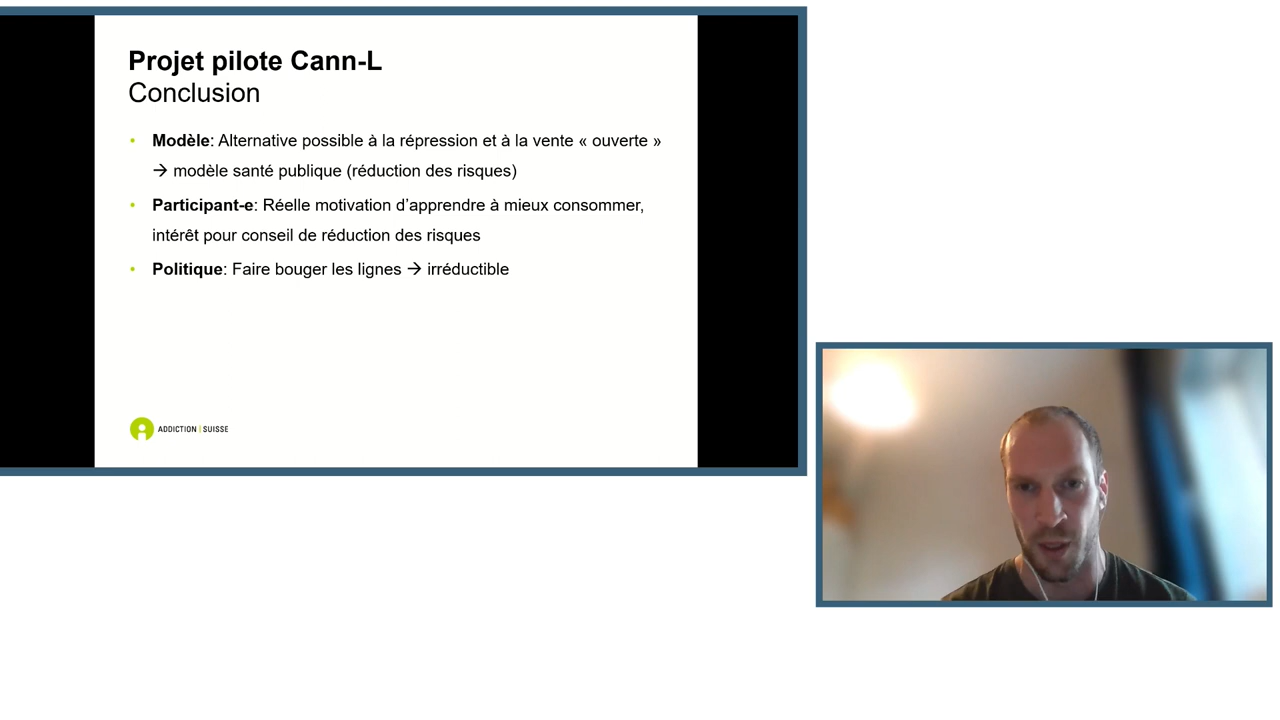 Projet pilote Cann-L
Conclusion
• Modèle: Alternative possible à la répression et à la vente « ouverte »
→ modèle santé publique (réduction des risques)
• Participant-e: Réelle motivation d’apprendre à mieux consommer,
intérêt pour conseil de réduction des risques
• Politique: Faire bouger les lignes → irréductible
ADDICTION | SUISSE